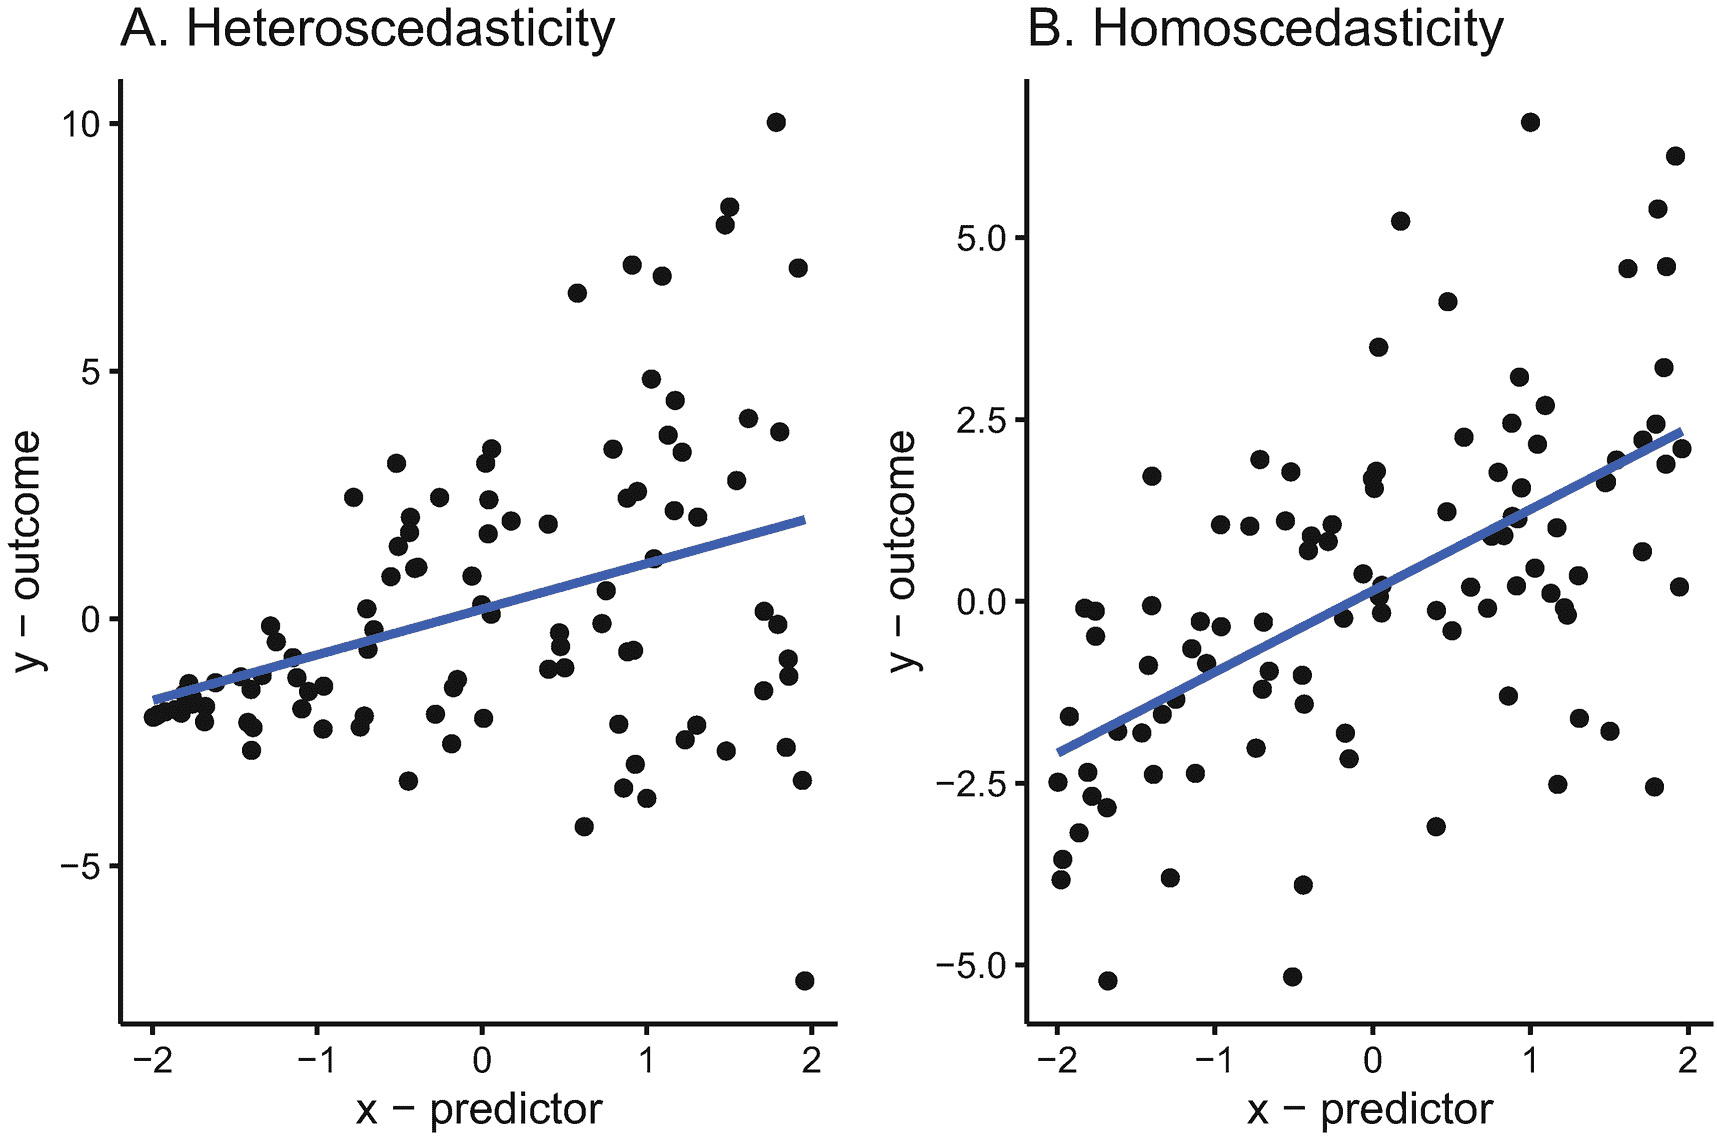 A. Heteroscedasticity
10
5
0
−5
y − outcome
−2 −1 0 1 2
x − predictor
B. Homoscedasticity
5.0
2.5
0.0
−2.5
−5.0
y − outcome
−2 −1 0 1 2
x − predictor